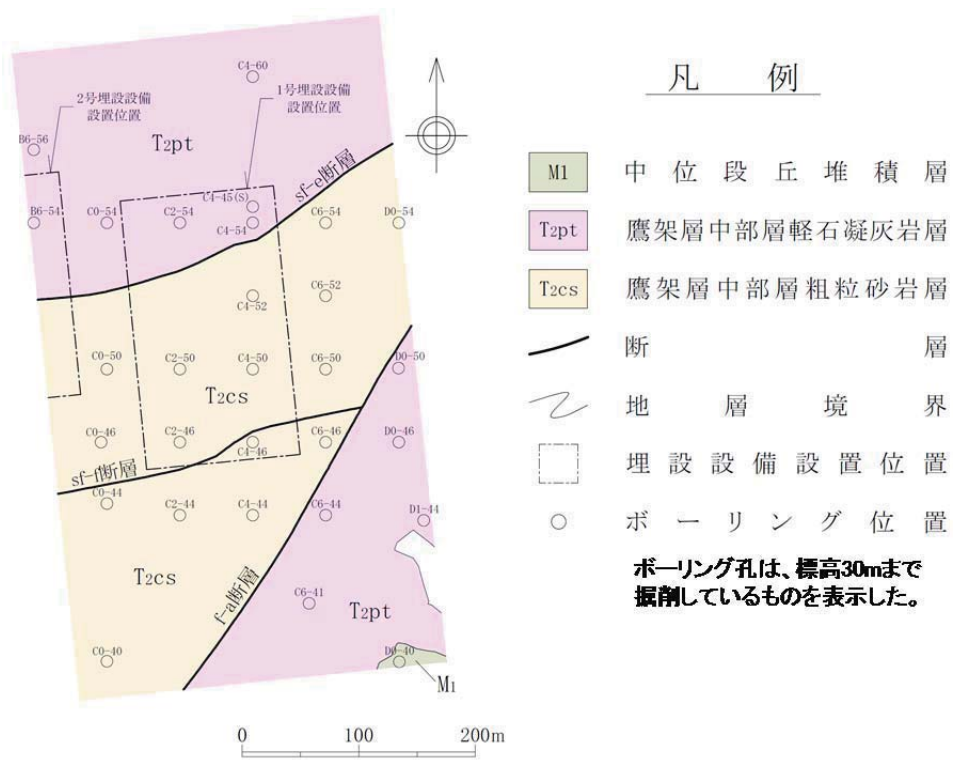 C4-60
2号埋設設備
設置位置
1号埋設設備
設置位置
B6-56
T2pt
sf-e断層
C4-45(S)
B6-54
C0-54
C2-54
C4-54
C6-54
D0-54
C4-52
C6-52
C0-50
C2-50
C4-50
C6-50
D0-50
T2cs
C0-46
C2-46
C4-46
C6-46
D0-46
sf-f断層
C0-44
C2-44
C4-44
C6-44
D1-44
T2cs
f-a断層
C6-41
T2pt
C0-40
D0-40
M1
0 100 200m
凡 例
M1 中位段丘堆積層
T2pt 鷹架層中部層軽石凝灰岩層
T2cs 鷹架層中部層粗粒砂岩層
断層
地層境界
埋設設備設置位置
ボーリング位置
ボーリング孔は、標高30mまで
掘削しているものを表示した。